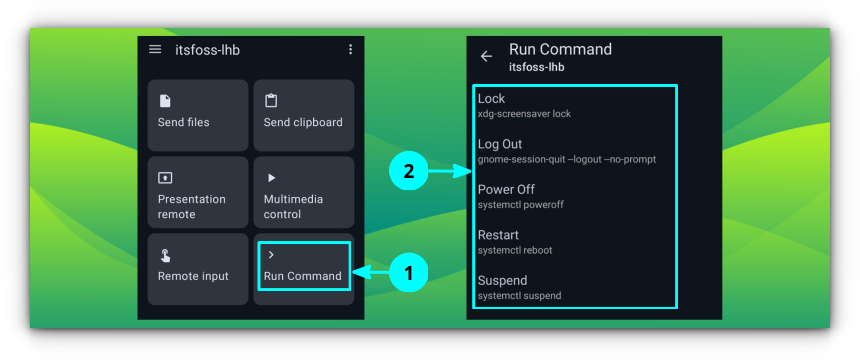 itsfoss-lhb
Send files
Send clipboard
Presentation
remote
Multimedia
control
Remote input
Run Command
1
2
Run Command
itsfoss-lhb
Lock
xdg-screensaver lock
Log Out
gnome-session-quit --logout --no-prompt
Power Off
systemctl poweroff
Restart
systemctl reboot
Suspend
systemctl suspend